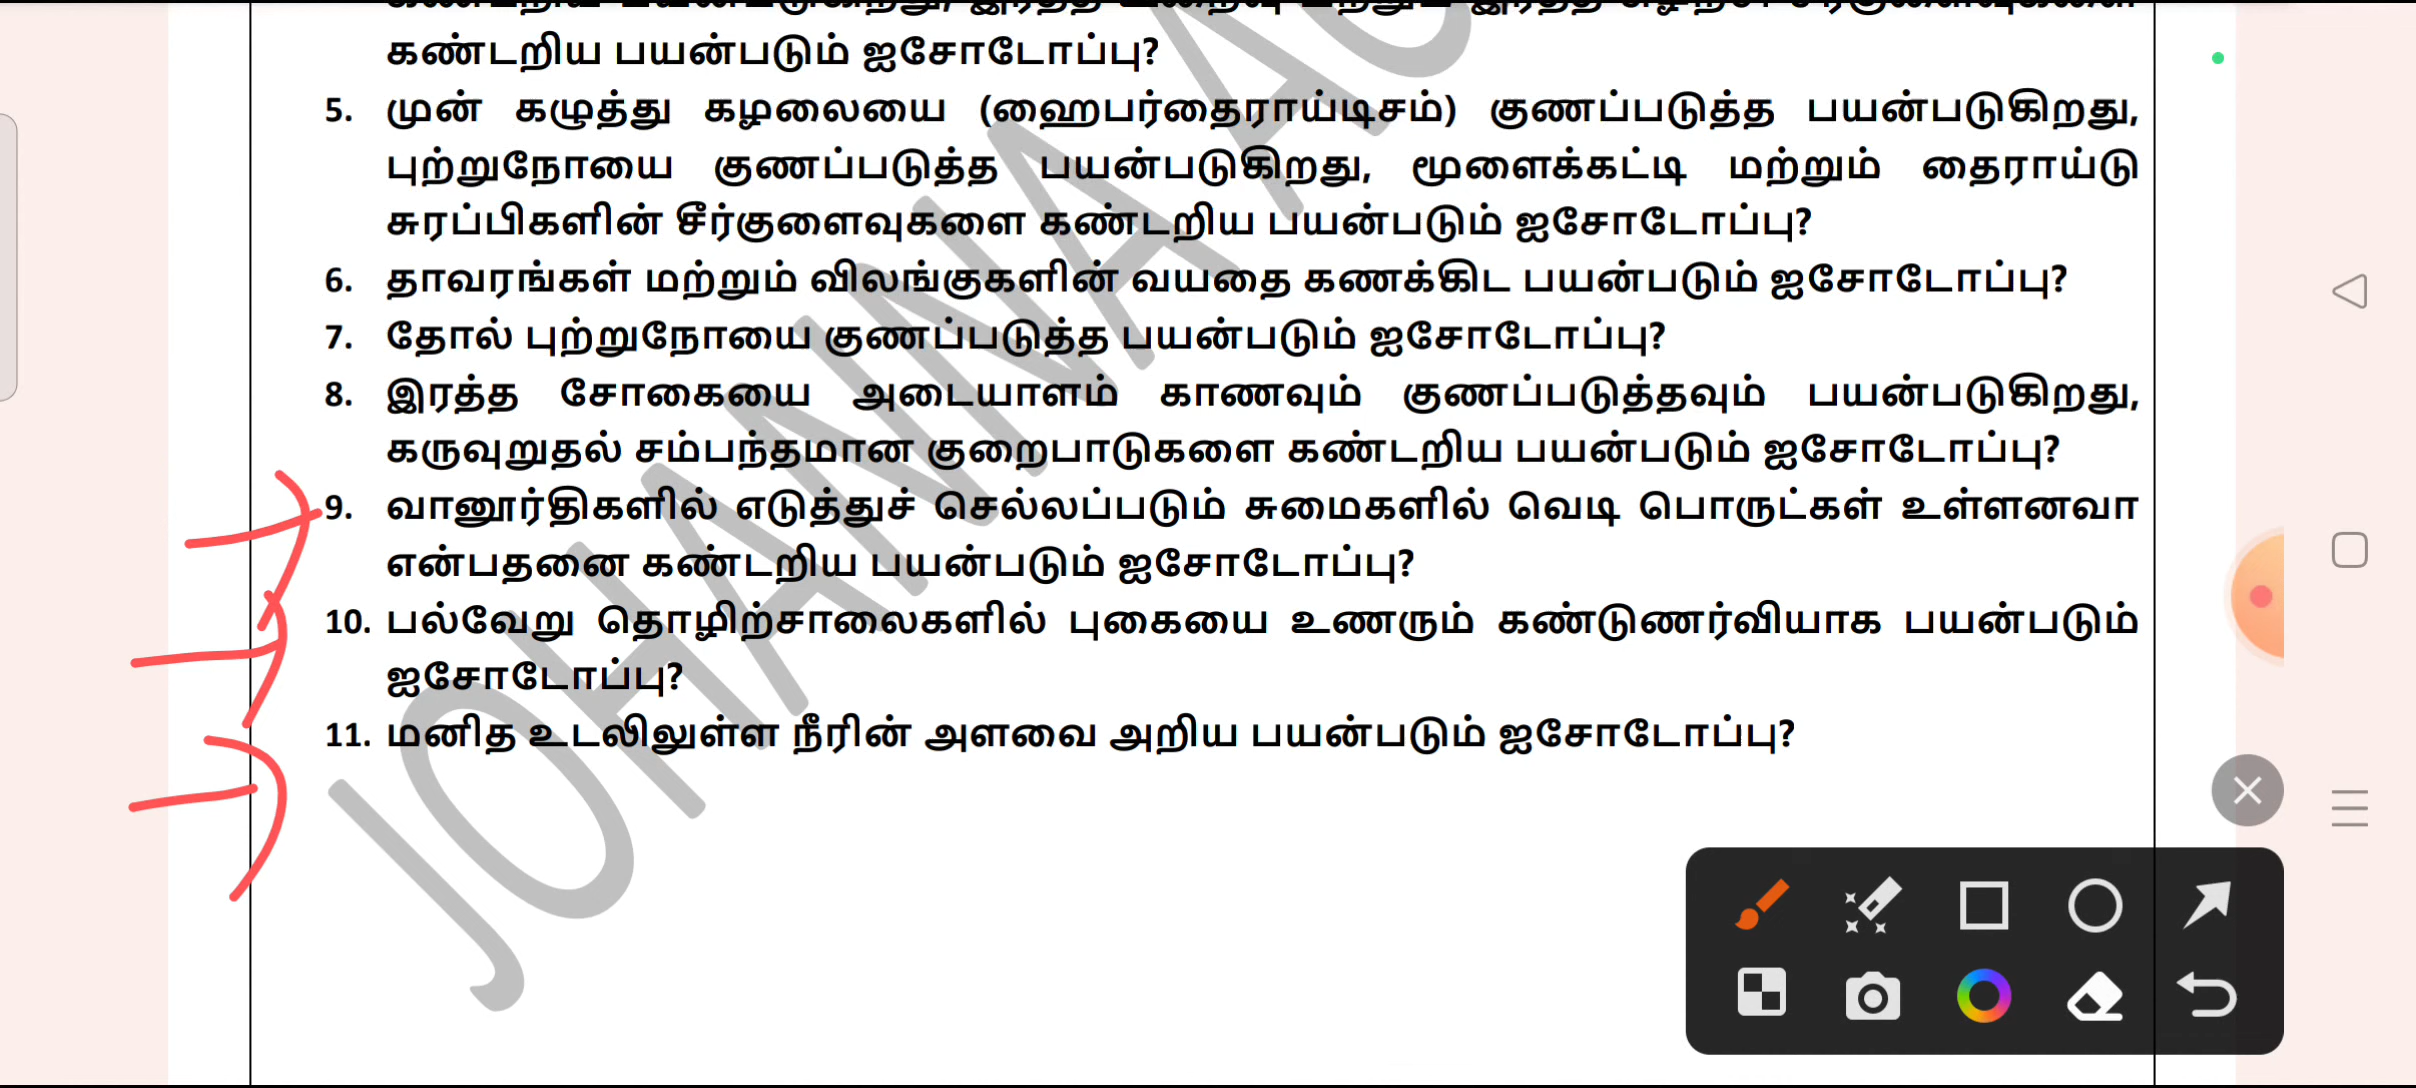 கண்டறிய பயன்படும் ஐசோடோப்பு?
5. முன் கழுத்து கழலையை (ஹைபர்தைராய்டிசம்) குணப்படுத்த பயன்படுகிறது,
புற்றுநோயை குணப்படுத்த பயன்படுகிறது, மூளைக்கட்டி மற்றும் தைராய்டு
சுரப்பிகளின் சீர்குளைவுகளை கண்டறிய பயன்படும் ஐசோடோப்பு?
6. தாவரங்கள் மற்றும் விலங்குகளின் வயதை கணக்கிட பயன்படும் ஐசோடோப்பு?
7. தோல் புற்றுநோயை குணப்படுத்த பயன்படும் ஐசோடோப்பு?
8. இரத்த சோகையை அடையாளம் காணவும் குணப்படுத்தவும் பயன்படுகிறது,
கருவுறுதல் சம்பந்தமான குறைபாடுகளை கண்டறிய பயன்படும் ஐசோடோப்பு?
9. வானூர்திகளில் எடுத்துச் செல்லப்படும் சுமைகளில் வெடி பொருட்கள் உள்ளனவா
என்பதனை கண்டறிய பயன்படும் ஐசோடோப்பு?
10. பல்வேறு தொழிற்சாலைகளில் புகையை உணரும் கண்டுணர்வியாக பயன்படும்
ஐசோடோப்பு?
11. மனித உடலிலுள்ள நீரின் அளவை அறிய பயன்படும் ஐசோடோப்பு?
JOHANNA